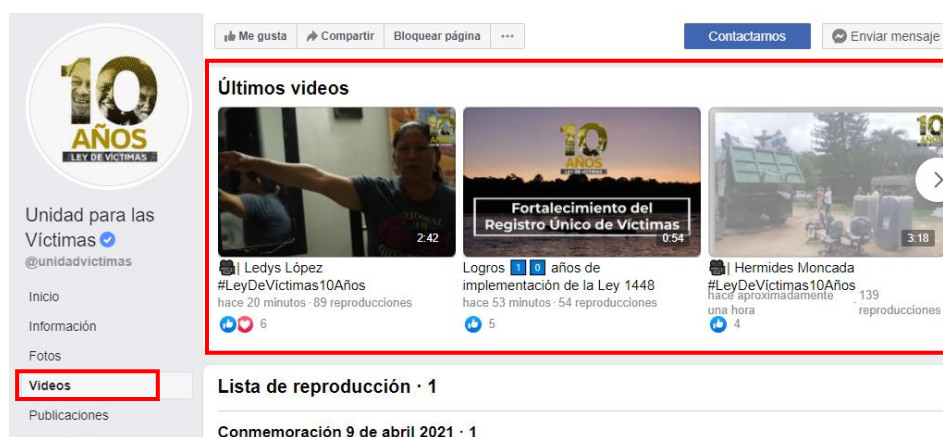 Me gusta
Compartir
Bloquear página
...
Contactarnos
Enviar mensaje
10
AÑOS
LEY DE VÍCTIMAS
Unidad para las
Víctimas
@unidadvictimas
Inicio
Información
Fotos
Videos
Publicaciones
Últimos videos
2:42
🎥| Ledys López
#LeyDeVíctimas10Años
hace 20 minutos · 89 reproducciones
6
10
AÑOS
LEY DE VÍCTIMAS
Fortalecimiento del
Registro Único de Víctimas
0:54
Logros 1️⃣ 0️⃣ años de
implementación de la Ley 1448
hace 53 minutos · 54 reproducciones
5
10
3:18
🎥| Hermides Moncada
#LeyDeVíctimas10Años
hace aproximadamente
una hora
· 139
reproducciones
4
Lista de reproducción · 1
Conmemoración 9 de abril 2021 · 1